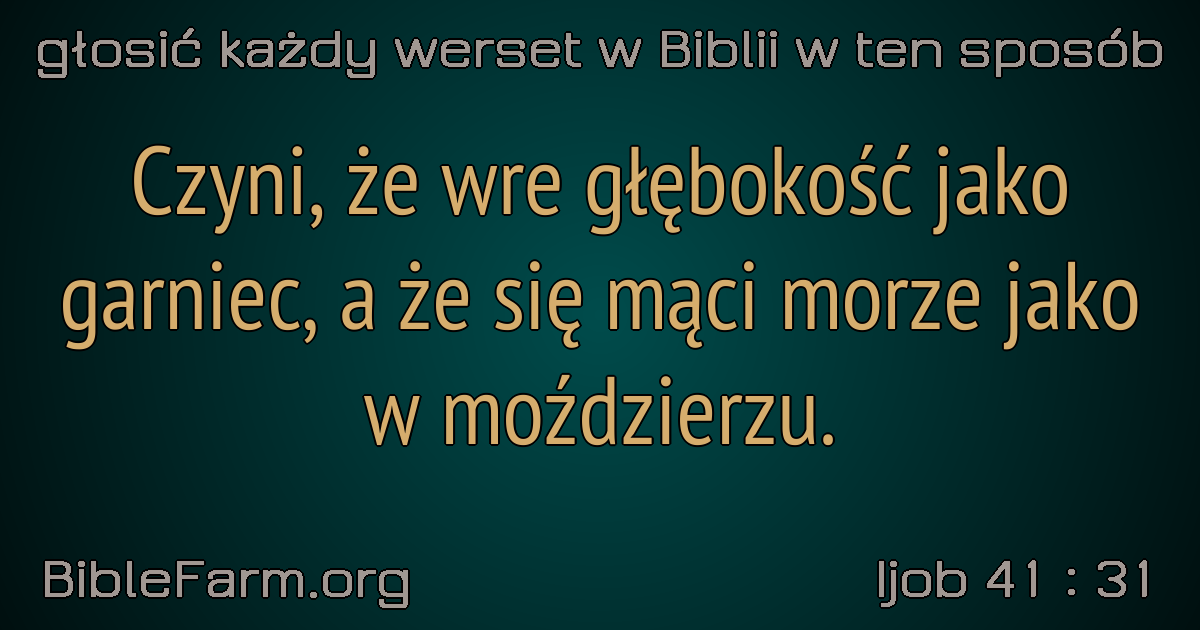 głosić każdy werset w Biblii w ten sposób
Czyni, że wre głębokość jako
garniec, a że się mąci morze jako
w moździerzu.
BibleFarm.org
Ijob 41 : 31